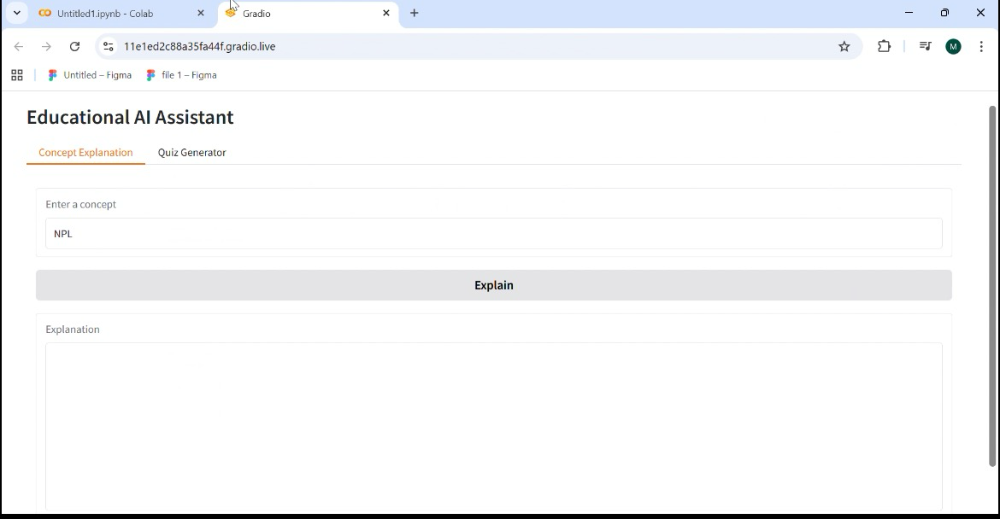 Untitled1.ipynb - Colab
Gradio
11e1ed2c88a35fa44f.gradio.live
M
Untitled – Figma
file 1 – Figma
Educational AI Assistant
Concept Explanation
Quiz Generator
Enter a concept
NPL
Explain
Explanation